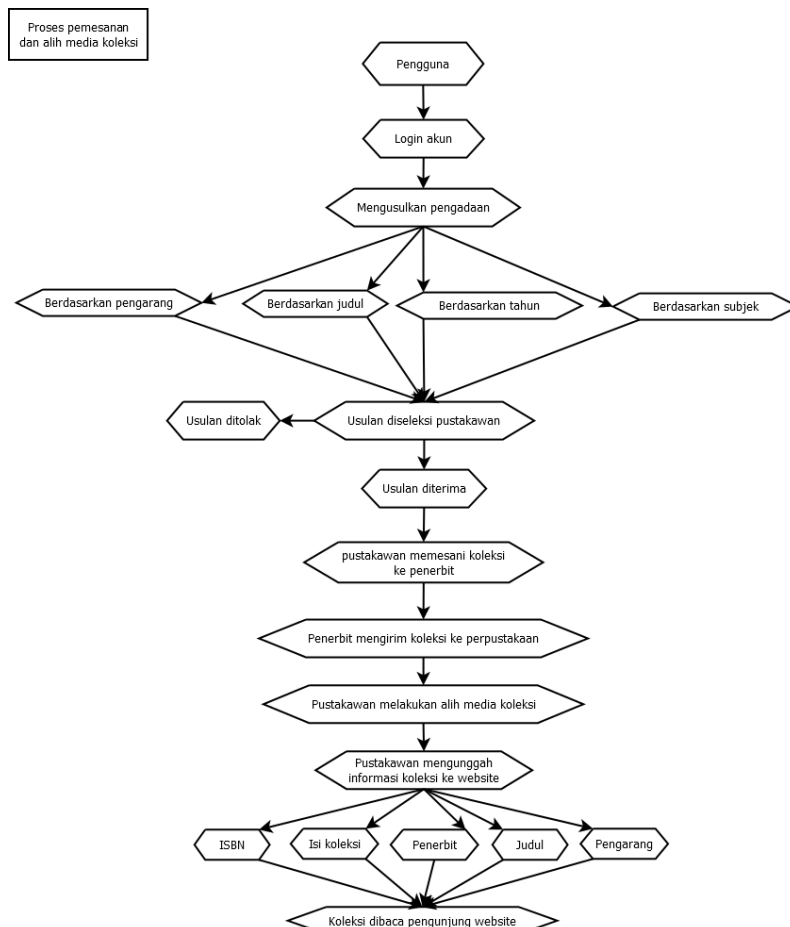 Proses pemesanan
dan alih media koleksi
Pengguna
Login akun
Mengusulkan pengadaan
Berdasarkan pengarang
Berdasarkan judul
Berdasarkan tahun
Berdasarkan subjek
Usulan ditolak
Usulan diseleksi pustakawan
Usulan diterima
pustakawan memesani koleksi
ke penerbit
Penerbit mengirim koleksi ke perpustakaan
Pustakawan melakukan alih media koleksi
Pustakawan mengunggah
informasi koleksi ke website
ISBN
Isi koleksi
Penerbit
Judul
Pengarang
Koleksi dibaca pengunjung website